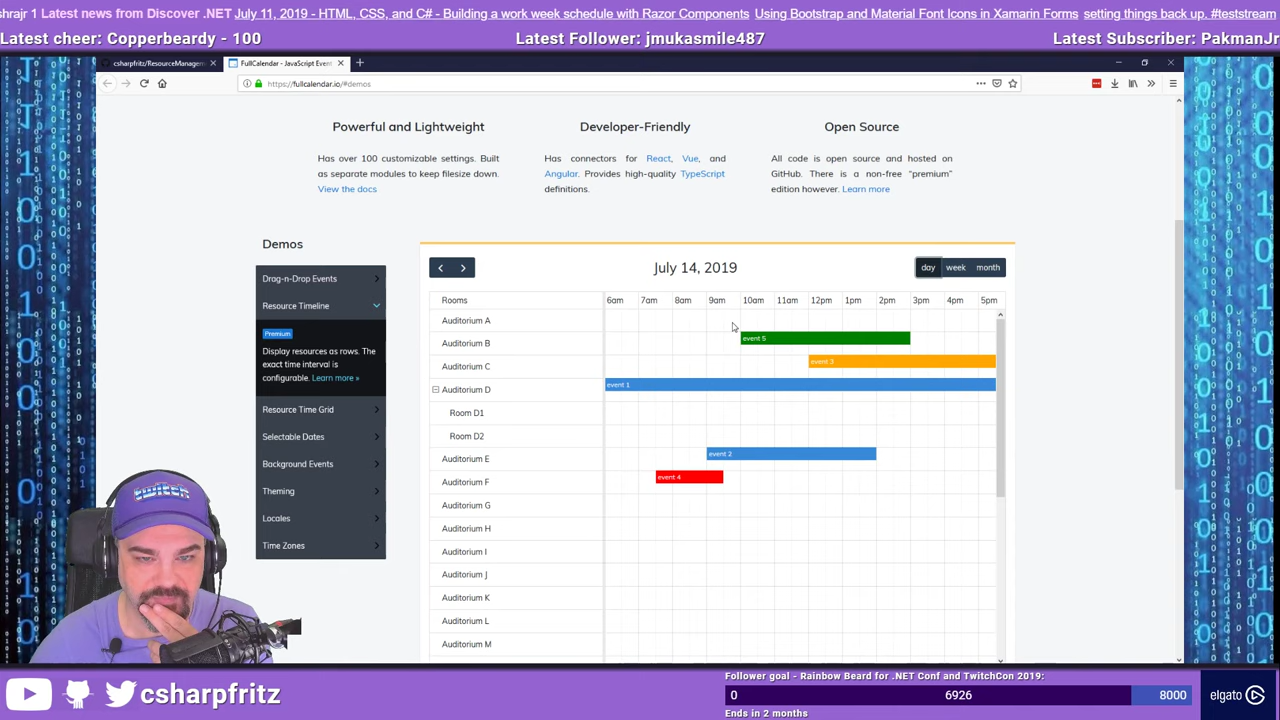 shrajr 1 Latest news from Discover .NET July 11, 2019 - HTML, CSS, and C# - Building a work week schedule with Razor Components Using Bootstrap and Material Font Icons in Xamarin Forms setting things back up. #teststream
Latest cheer: Copperbeardy - 100
Latest Follower: jmukasmile487
Latest Subscriber: PakmanJr
csharpfritz/ResourceManagem
FullCalendar - JavaScript Event
https://fullcalendar.io/#demos
Powerful and Lightweight
Has over 100 customizable settings. Built
as separate modules to keep filesize down.
View the docs
Developer-Friendly
Has connectors for React, Vue, and
Angular. Provides high-quality TypeScript
definitions.
Open Source
All code is open source and hosted on
GitHub. There is a non-free "premium"
edition however. Learn more
Demos
Drag-n-Drop Events
Resource Timeline
Premium
Display resources as rows. The
exact time interval is
configurable. Learn more »
Resource Time Grid
Selectable Dates
Background Events
Theming
Locales
Time Zones
July 14, 2019
day week month
Rooms 6am 7am 8am 9am 10am 11am 12pm 1pm 2pm 3pm 4pm 5pm
Auditorium A
Auditorium B
event 5
Auditorium C
event 3
Auditorium D
event 1
Room D1
Room D2
Auditorium E
event 2
Auditorium F
event 4
Auditorium G
Auditorium H
Auditorium I
Auditorium J
Auditorium K
Auditorium L
Auditorium M
twitch
csharpfritz
Follower goal - Rainbow Beard for .NET Conf and TwitchCon 2019:
0 6926 8000
Ends in 2 months
elgato